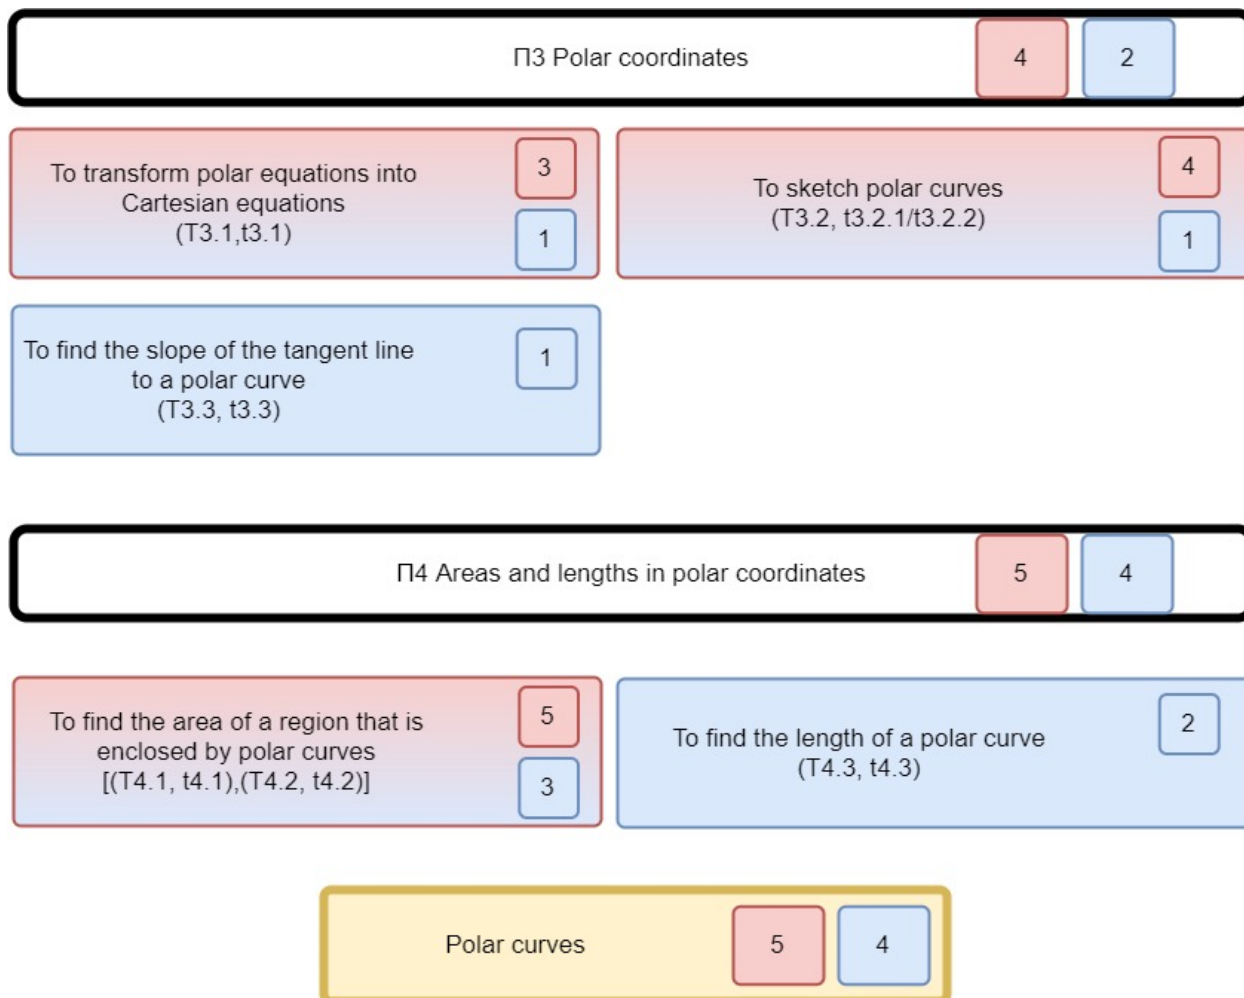 П3 Polar coordinates
4
2
To transform polar equations into
Cartesian equations
(T3.1,t3.1)
3
1
To sketch polar curves
(T3.2, t3.2.1/t3.2.2)
4
1
To find the slope of the tangent line
to a polar curve
(T3.3, t3.3)
1
П4 Areas and lengths in polar coordinates
5
4
To find the area of a region that is
enclosed by polar curves
[(T4.1, t4.1),(T4.2, t4.2)]
5
3
To find the length of a polar curve
(T4.3, t4.3)
2
Polar curves
5
4